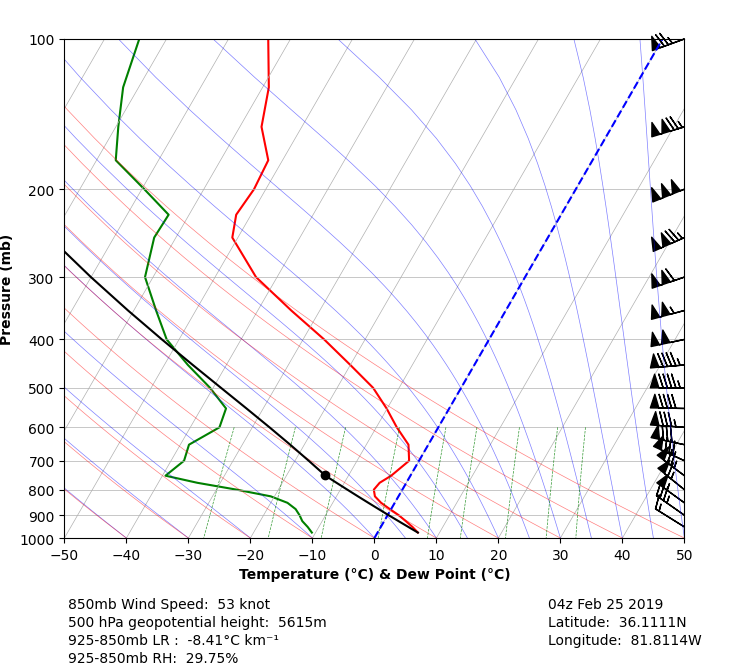 100
200
300
400
500
600
700
800
900
1000
Pressure (mb)
−50 −40 −30 −20 −10 0 10 20 30 40 50
Temperature (°C) & Dew Point (°C)
850mb Wind Speed:  53 knot
500 hPa geopotential height:  5615m
925-850mb LR :  -8.41°C km⁻¹
925-850mb RH:  29.75%
04z Feb 25 2019
Latitude:  36.1111N
Longitude:  81.8114W